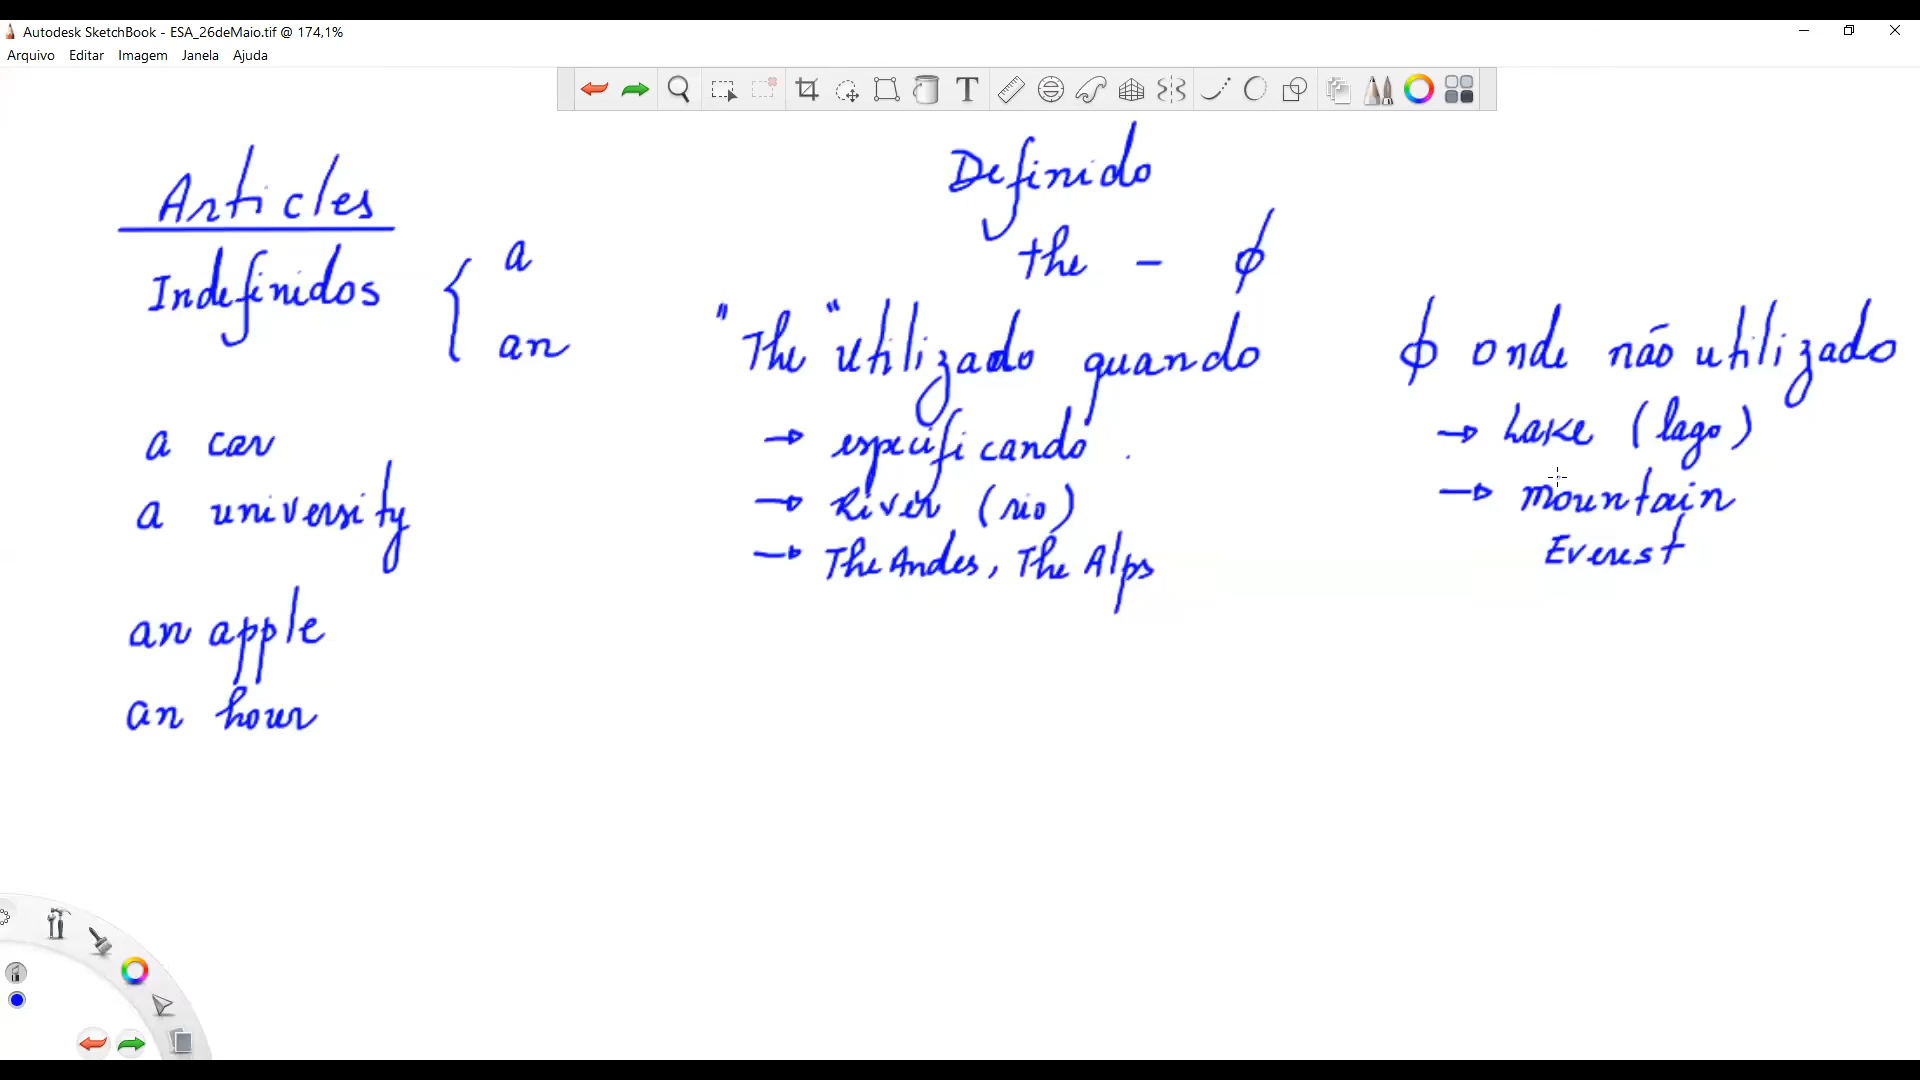 Autodesk SketchBook - ESA_26deMaio.tif @ 174,1%
Arquivo Editar Imagem Janela Ajuda
Articles
Indefinidos { a
an
a car
a university
an apple
an hour
Definido
the - ϕ
"The" utilizado quando
→ especificando .
→ River (rio)
→ The Andes, The Alps
ϕ onde não utilizado
→ Lake (lago)
→ mountain
Everest